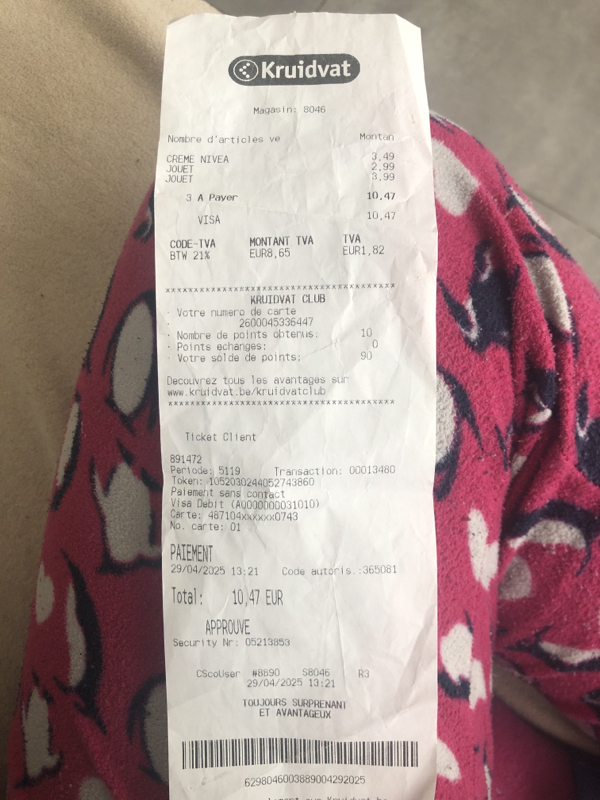 Kruidvat
Magasin: 8046
Nombre d'articles ve Montan
CREME NIVEA 3,49
JOUET 2,99
JOUET 3,99
3 A Payer 10,47
VISA 10,47
CODE-TVA MONTANT TVA TVA
BTW 21% EUR8,65 EUR1,82
****************************************
KRUIDVAT CLUB
· Votre numero de carte
2600045336447
· Nombre de points obtenus: 10
· Points echanges: 0
· Votre solde de points: 90
Decouvrez tous les avantages sur
www.kruidvat.be/kruidvatclub
****************************************
Ticket Client
891472
Periode: 5119 Transaction: 00013480
Token: 1052030244052743860
Paiement sans contact
Visa Debit (A0000000031010)
Carte: 487104xxxxxx0743
No. carte: 01
PAIEMENT
29/04/2025 13:21 Code autoris.:365081
Total: 10,47 EUR
APPROUVE
Security Nr: 05213853
CScoUser #8890 S8046 R3
29/04/2025 13:21
TOUJOURS SURPRENANT
ET AVANTAGEUX
6298046003889004292025